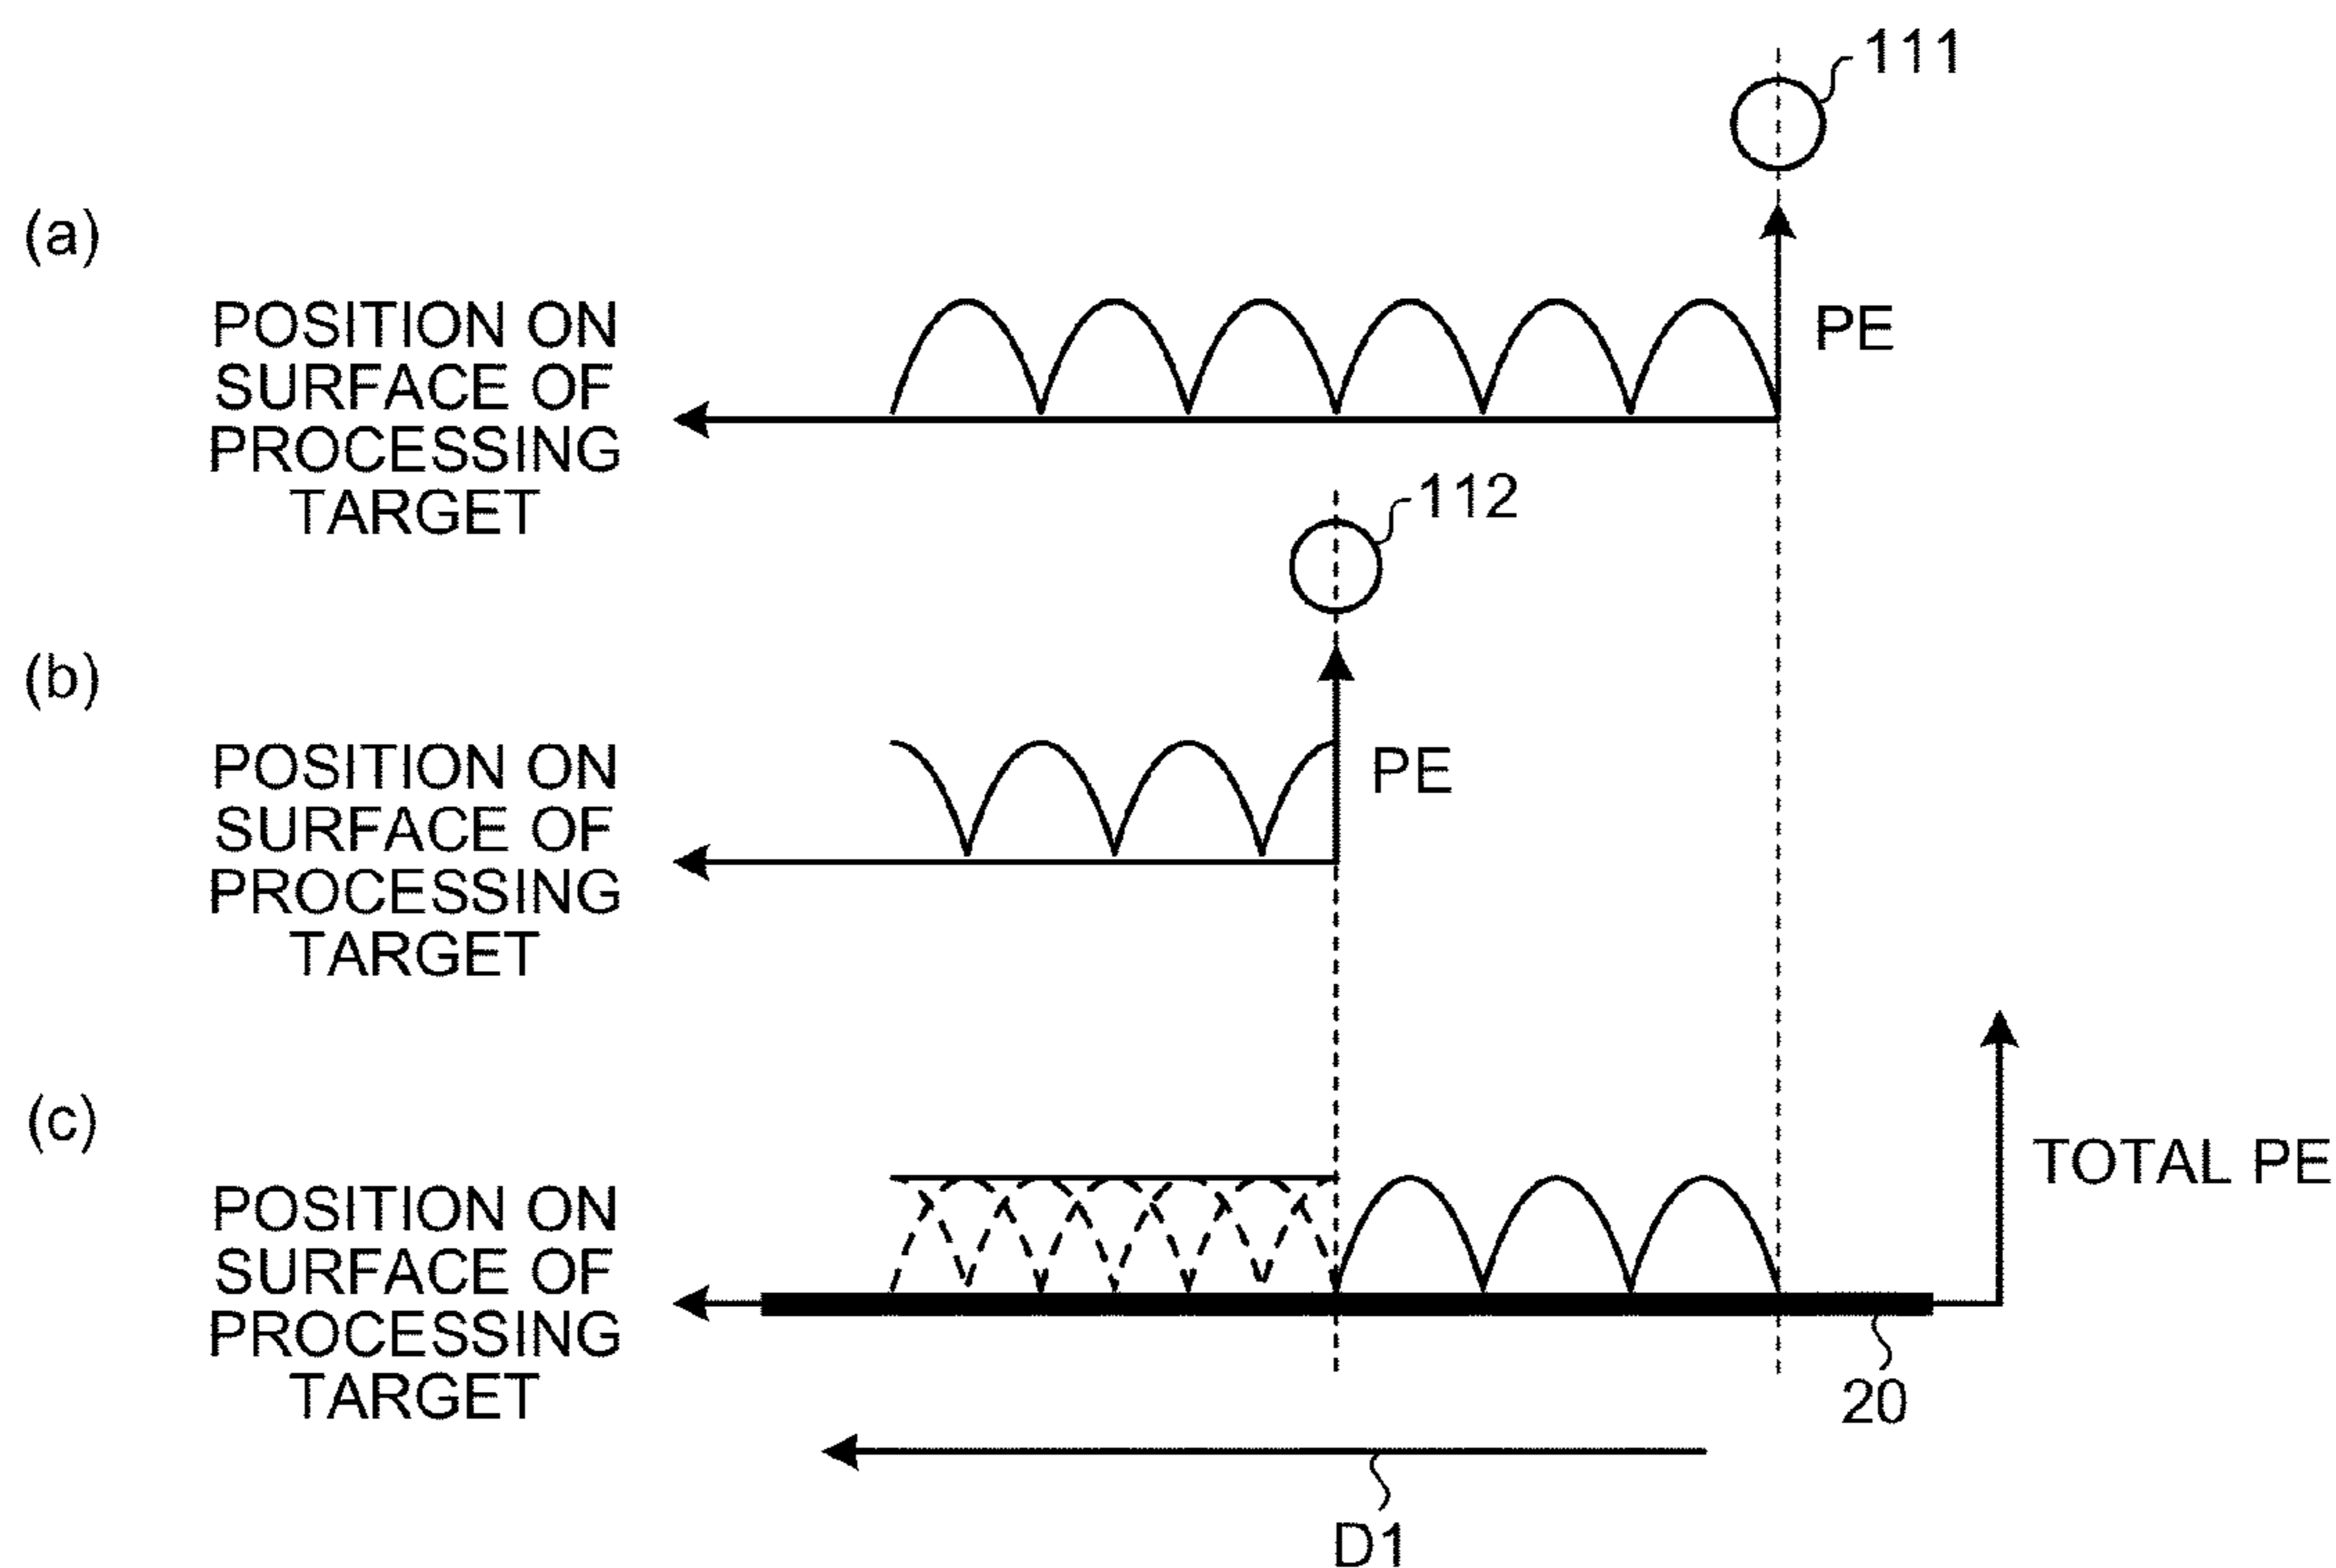 111
(a)
POSITION ON
SURFACE OF
PROCESSING
TARGET
PE
112
(b)
POSITION ON
SURFACE OF
PROCESSING
TARGET
PE
(c)
POSITION ON
SURFACE OF
PROCESSING
TARGET
TOTAL PE
20
D1